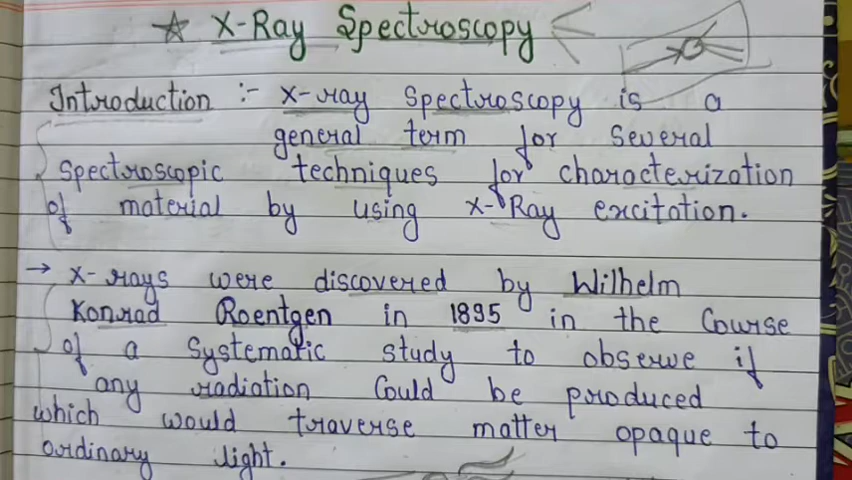 ☆ X-Ray Spectroscopy
Introduction :- X-ray Spectroscopy is a
general term for several
Spectroscopic techniques for characterization
of material by using X-Ray excitation.
→ X-rays were discovered by Wilhelm
Konrad Roentgen in 1895 in the Course
of a Systematic study to observe if
any radiation Could be produced
which would traverse matter opaque to
ordinary light.